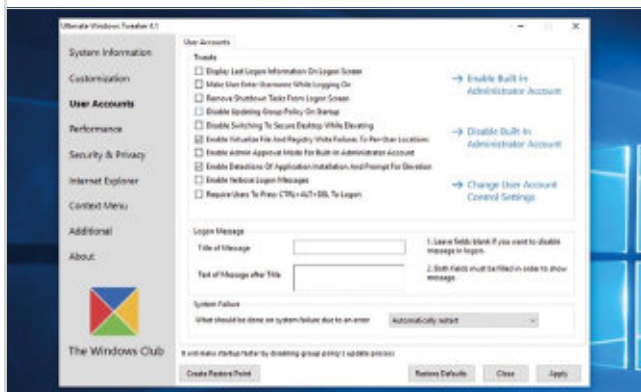 Ultimate Windows Tweaker 4.1
System Information
Customization
User Accounts
Performance
Security & Privacy
Internet Explorer
Context Menu
Additional
About
The Windows Club
User Accounts
Tweaks
Display Last Logon Information On Logon Screen
Make User Enter Username While Logging On
Remove Shutdown Tasks From Logon Screen
Disable Updating Group Policy On Startup
Disable Switching To Secure Desktop While Elevating
Enable Virtualize File And Registry Write Failures To Per User Locations
Enable Admin Approval Mode For Built-in Administrator Account
Enable Detections Of Application Installation And Prompt For Elevation
Enable Verbose Logon Messages
Require Users To Press CTRL+ALT+DEL To Logon
→ Enable Built In
Administrator Account
→ Disable Built-In
Administrator Account
→ Change User Account
Control Settings
Logon Message
Title of Message
Text of Message after Title
1. Leave fields blank if you want to disable
message in logon.
2. Both fields must be filled in order to show
message.
System Failure
What should be done on system failure due to an error
Automatically restart
It will make startup faster by disabling group policy's update process
Create Restore Point
Restore Defaults
Close
Apply